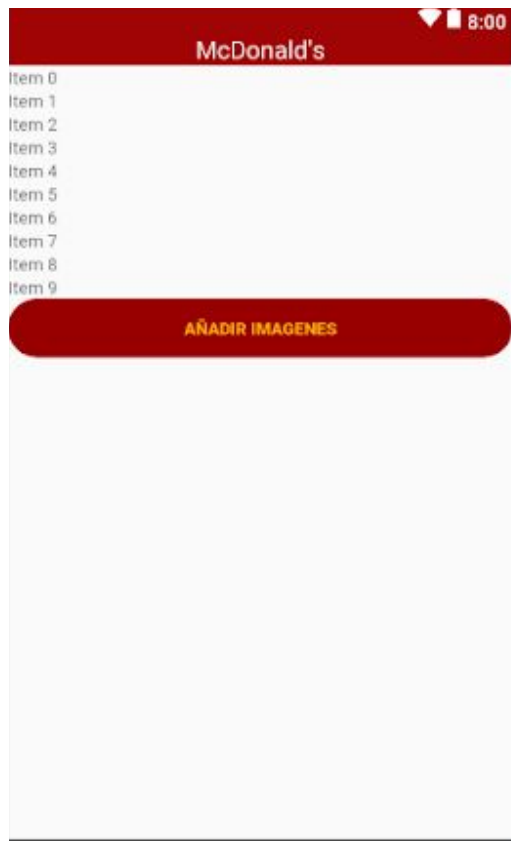 8:00
McDonald's
Item 0
Item 1
Item 2
Item 3
Item 4
Item 5
Item 6
Item 7
Item 8
Item 9
AÑADIR IMAGENES